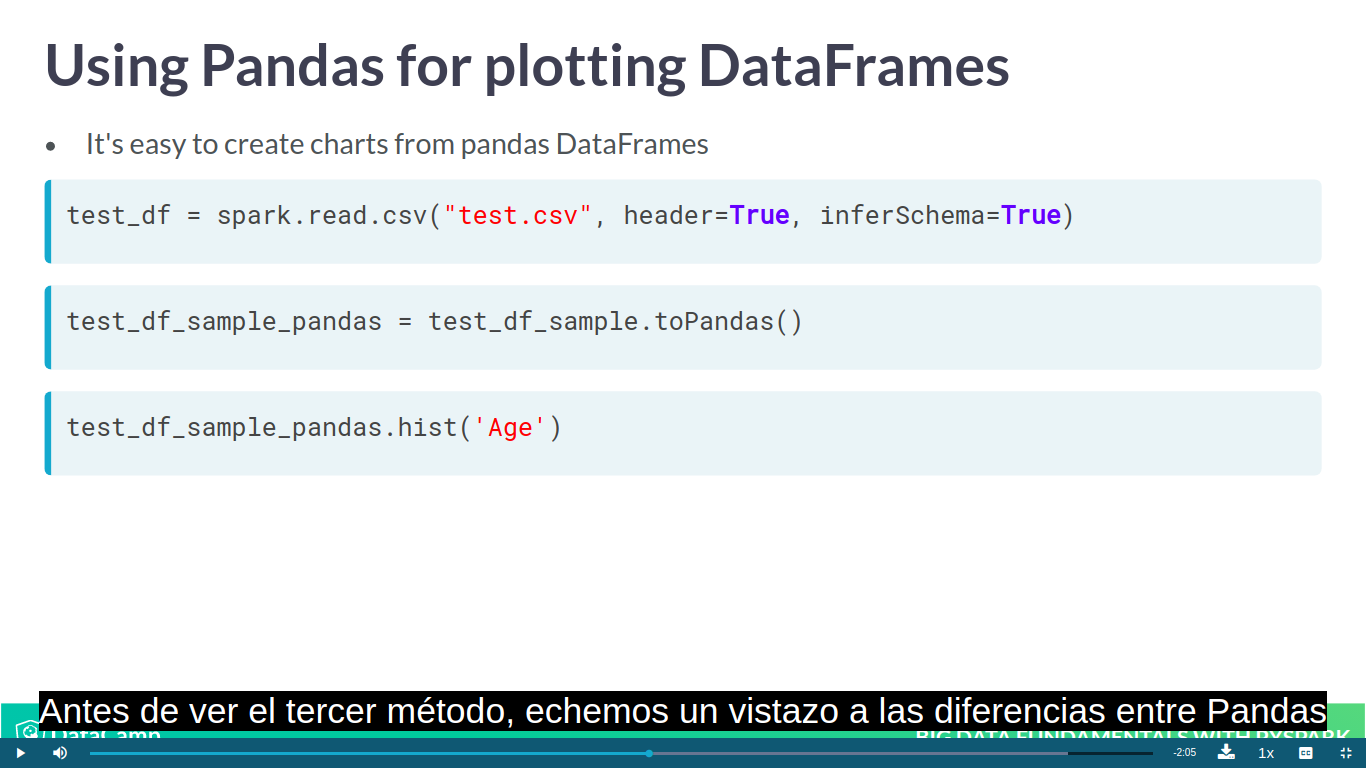 Using Pandas for plotting DataFrames
• It's easy to create charts from pandas DataFrames
test_df = spark.read.csv("test.csv", header=True, inferSchema=True)
test_df_sample_pandas = test_df_sample.toPandas()
test_df_sample_pandas.hist('Age')
Antes de ver el tercer método, echemos un vistazo a las diferencias entre Pandas
DataCamp
BIG DATA FUNDAMENTALS WITH PYSPARK
-2:05
1x
CC